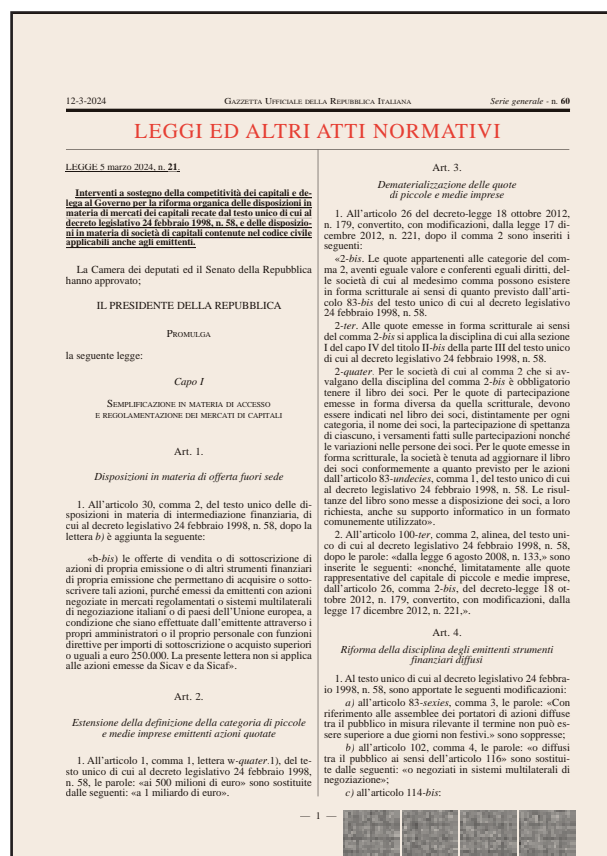 12-3-2024
GAZZETTA UFFICIALE DELLA REPUBBLICA ITALIANA
Serie generale - n. 60
LEGGI ED ALTRI ATTI NORMATIVI
LEGGE 5 marzo 2024, n. 21.
Interventi a sostegno della competitività dei capitali e de-
lega al Governo per la riforma organica delle disposizioni in
materia di mercati dei capitali recate dal testo unico di cui al
decreto legislativo 24 febbraio 1998, n. 58, e delle disposizio-
ni in materia di società di capitali contenute nel codice civile
applicabili anche agli emittenti.
La Camera dei deputati ed il Senato della Repubblica
hanno approvato;
IL PRESIDENTE DELLA REPUBBLICA
PROMULGA
la seguente legge:
Capo I
SEMPLIFICAZIONE IN MATERIA DI ACCESSO
E REGOLAMENTAZIONE DEI MERCATI DI CAPITALI
Art. 1.
Disposizioni in materia di offerta fuori sede
1. All'articolo 30, comma 2, del testo unico delle di-
sposizioni in materia di intermediazione finanziaria, di
cui al decreto legislativo 24 febbraio 1998, n. 58, dopo la
lettera b) è aggiunta la seguente:
«b-bis) le offerte di vendita o di sottoscrizione di
azioni di propria emissione o di altri strumenti finanziari
di propria emissione che permettano di acquisire o sotto-
scrivere tali azioni, purché emessi da emittenti con azioni
negoziate in mercati regolamentati o sistemi multilaterali
di negoziazione italiani o di paesi dell'Unione europea, a
condizione che siano effettuate dall'emittente attraverso i
propri amministratori o il proprio personale con funzioni
direttive per importi di sottoscrizione o acquisto superiori
o uguali a euro 250.000. La presente lettera non si applica
alle azioni emesse da Sicav e da Sicaf».
Art. 2.
Estensione della definizione della categoria di piccole
e medie imprese emittenti azioni quotate
1. All'articolo 1, comma 1, lettera w-quater.1), del te-
sto unico di cui al decreto legislativo 24 febbraio 1998,
n. 58, le parole: «ai 500 milioni di euro» sono sostituite
dalle seguenti: «a 1 miliardo di euro».
Art. 3.
Dematerializzazione delle quote
di piccole e medie imprese
1. All'articolo 26 del decreto-legge 18 ottobre 2012,
n. 179, convertito, con modificazioni, dalla legge 17 di-
cembre 2012, n. 221, dopo il comma 2 sono inseriti i
seguenti:
«2-bis. Le quote appartenenti alle categorie del com-
ma 2, aventi eguale valore e conferenti eguali diritti, del-
le società di cui al medesimo comma possono esistere
in forma scritturale ai sensi di quanto previsto dall'arti-
colo 83-bis del testo unico di cui al decreto legislativo
24 febbraio 1998, n. 58.
2-ter. Alle quote emesse in forma scritturale ai sensi
del comma 2-bis si applica la disciplina di cui alla sezione
I del capo IV del titolo II-bis della parte III del testo unico
di cui al decreto legislativo 24 febbraio 1998, n. 58.
2-quater. Per le società di cui al comma 2 che si av-
valgano della disciplina del comma 2-bis è obbligatorio
tenere il libro dei soci. Per le quote di partecipazione
emesse in forma diversa da quella scritturale, devono
essere indicati nel libro dei soci, distintamente per ogni
categoria, il nome dei soci, la partecipazione di spettanza
di ciascuno, i versamenti fatti sulle partecipazioni nonché
le variazioni nelle persone dei soci. Per le quote emesse in
forma scritturale, la società è tenuta ad aggiornare il libro
dei soci conformemente a quanto previsto per le azioni
dall'articolo 83-undecies, comma 1, del testo unico di cui
al decreto legislativo 24 febbraio 1998, n. 58. Le risul-
tanze del libro sono messe a disposizione dei soci, a loro
richiesta, anche su supporto informatico in un formato
comunemente utilizzato».
2. All'articolo 100-ter, comma 2, alinea, del testo uni-
co di cui al decreto legislativo 24 febbraio 1998, n. 58,
dopo le parole: «dalla legge 6 agosto 2008, n. 133,» sono
inserite le seguenti: «nonché, limitatamente alle quote
rappresentative del capitale di piccole e medie imprese,
dall'articolo 26, comma 2-bis, del decreto-legge 18 ot-
tobre 2012, n. 179, convertito, con modificazioni, dalla
legge 17 dicembre 2012, n. 221,».
Art. 4.
Riforma della disciplina degli emittenti strumenti
finanziari diffusi
1. Al testo unico di cui al decreto legislativo 24 febbra-
io 1998, n. 58, sono apportate le seguenti modificazioni:
a) all'articolo 83-sexies, comma 3, le parole: «Con
riferimento alle assemblee dei portatori di azioni diffuse
tra il pubblico in misura rilevante il termine non può es-
sere superiore a due giorni non festivi.» sono soppresse;
b) all'articolo 102, comma 4, le parole: «o diffusi
tra il pubblico ai sensi dell'articolo 116» sono sostitui-
te dalle seguenti: «o negoziati in sistemi multilaterali di
negoziazione»;
c) all'articolo 114-bis:
— 1 —